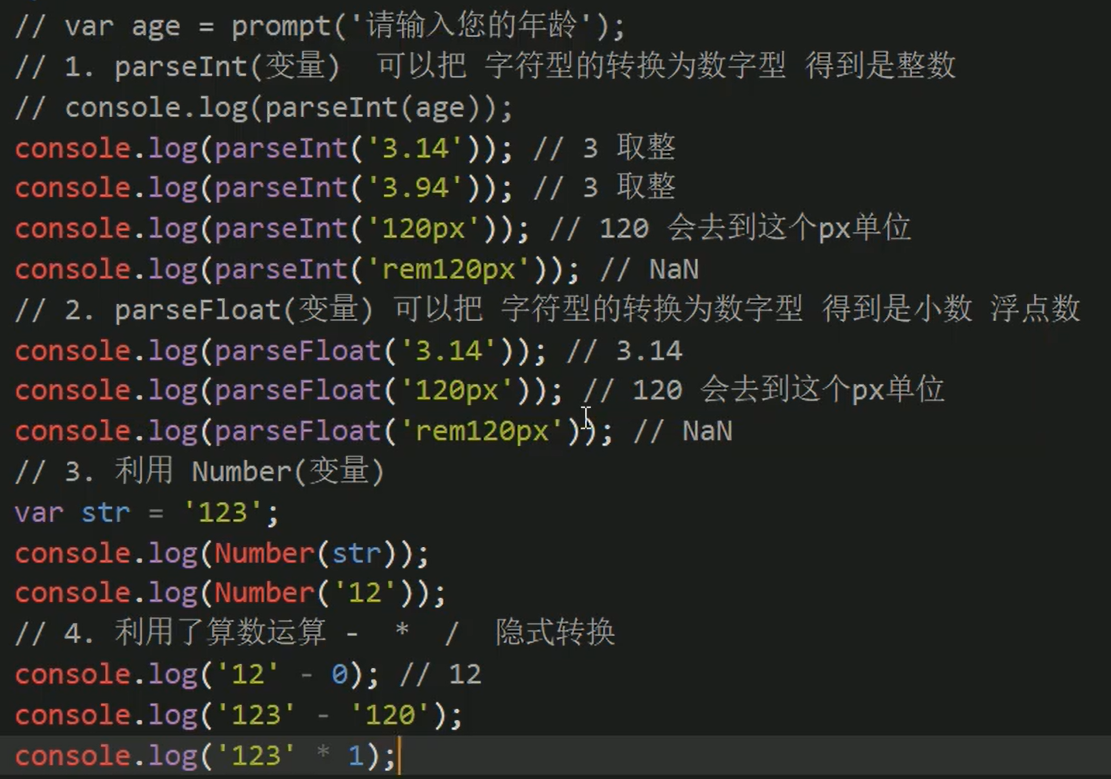 // var age = prompt('请输入您的年龄');
// 1. parseInt(变量)  可以把 字符型的转换为数字型 得到是整数
// console.log(parseInt(age));
console.log(parseInt('3.14')); // 3 取整
console.log(parseInt('3.94')); // 3 取整
console.log(parseInt('120px')); // 120 会去到这个px单位
console.log(parseInt('rem120px')); // NaN
// 2. parseFloat(变量) 可以把 字符型的转换为数字型 得到是小数 浮点数
console.log(parseFloat('3.14')); // 3.14
console.log(parseFloat('120px')); // 120 会去到这个px单位
console.log(parseFloat('rem120px')); // NaN
// 3. 利用 Number(变量)
var str = '123';
console.log(Number(str));
console.log(Number('12'));
// 4. 利用了算数运算 -  *  /  隐式转换
console.log('12' - 0); // 12
console.log('123' - '120');
console.log('123' * 1);